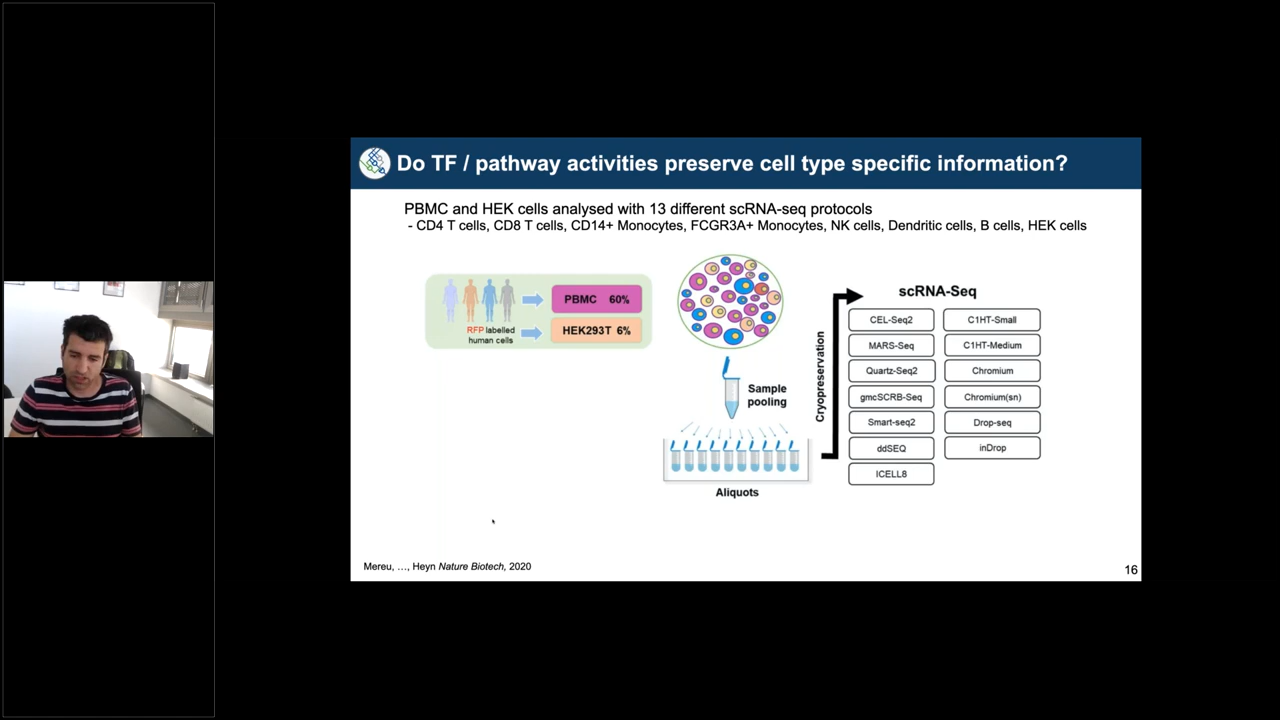 Do TF / pathway activities preserve cell type specific information?
PBMC and HEK cells analysed with 13 different scRNA-seq protocols
- CD4 T cells, CD8 T cells, CD14+ Monocytes, FCGR3A+ Monocytes, NK cells, Dendritic cells, B cells, HEK cells
PBMC 60%
HEK293T 6%
RFP labelled
human cells
Sample
pooling
Aliquots
Cryopreservation
scRNA-Seq
CEL-Seq2
C1HT-Small
MARS-Seq
C1HT-Medium
Quartz-Seq2
Chromium
gmcSCRB-Seq
Chromium(sn)
Smart-seq2
Drop-seq
ddSEQ
inDrop
ICELL8
Mereu, ..., Heyn Nature Biotech, 2020
16